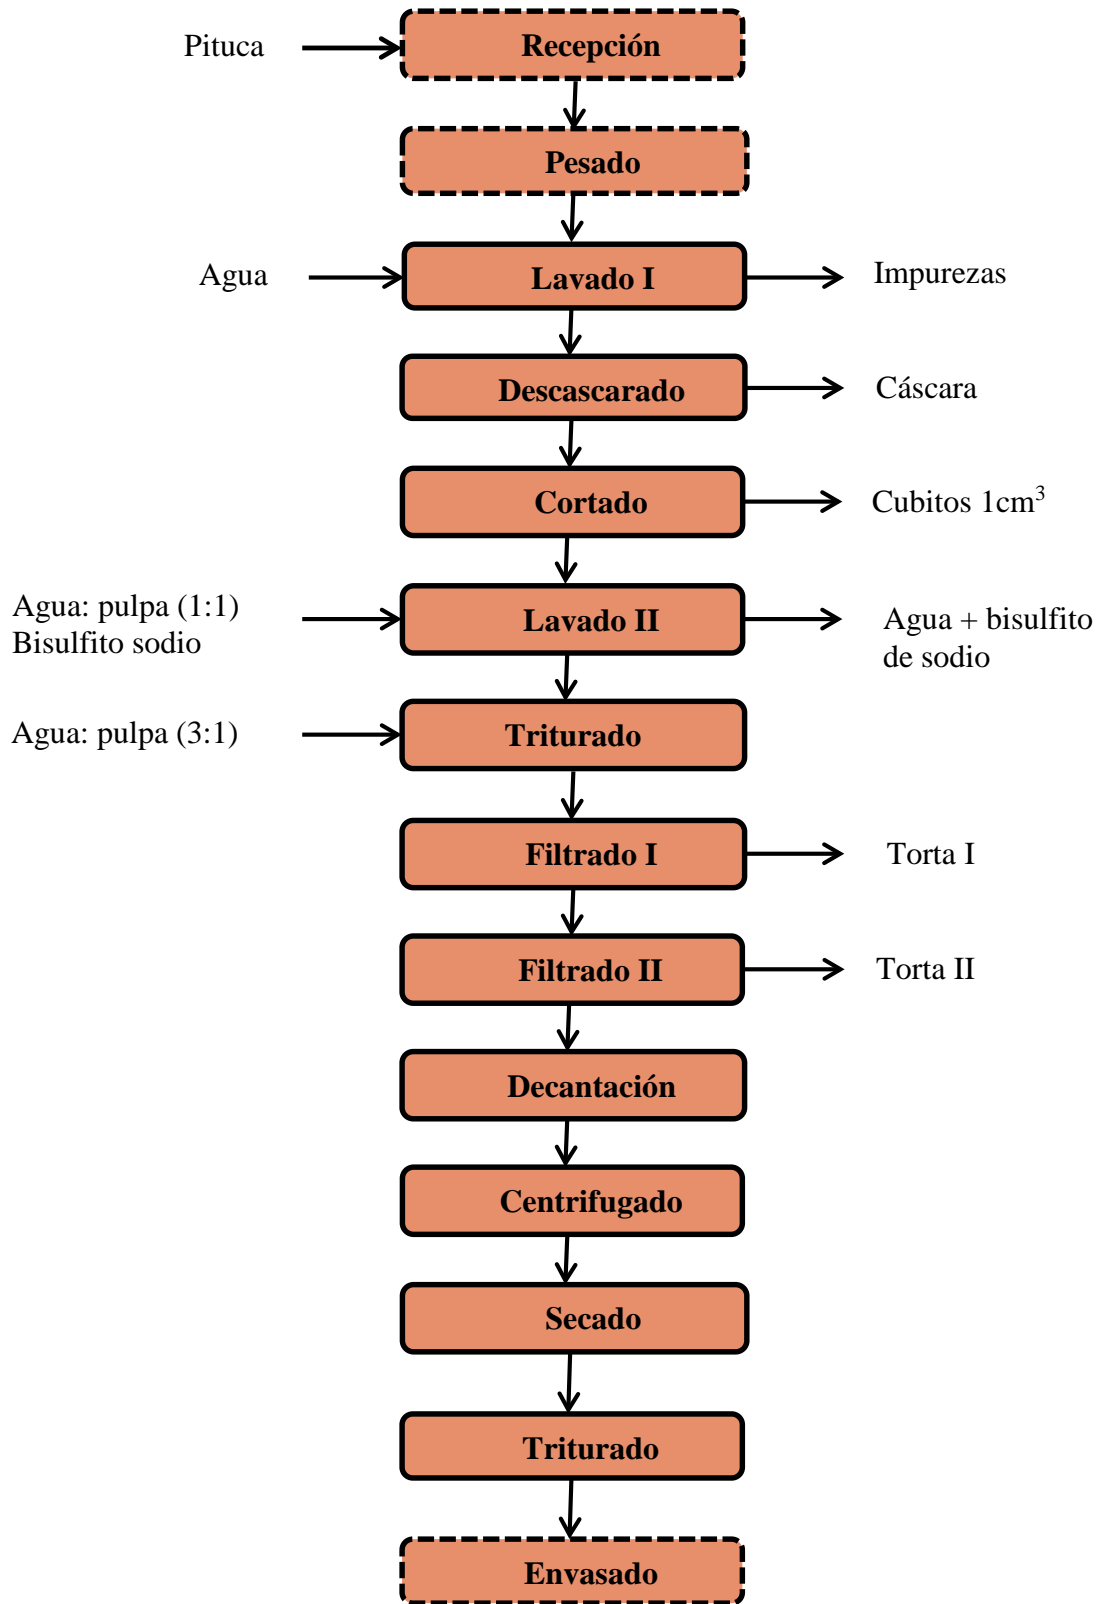 Pituca
Recepción
Pesado
Agua
Lavado I
Impurezas
Descascarado
Cáscara
Cortado
Cubitos 1cm³
Agua: pulpa (1:1)
Bisulfito sodio
Lavado II
Agua + bisulfito
de sodio
Agua: pulpa (3:1)
Triturado
Filtrado I
Torta I
Filtrado II
Torta II
Decantación
Centrifugado
Secado
Triturado
Envasado